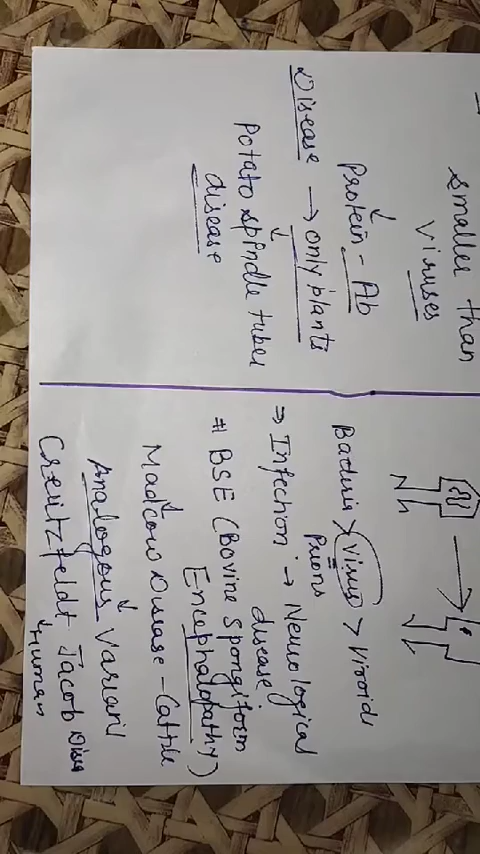 smaller than
viruses
Protein - Ab
Disease → only plants
Potato spindle tuber
disease
Bacteria > Virus > Viroids
Prions
⇒ Infection → Neurological
disease
# BSE (Bovine Spongiform
Encephalopathy)
Mad cow Disease - Cattle
Analogous Variant
Creutzfeldt Jacob Dise
Human